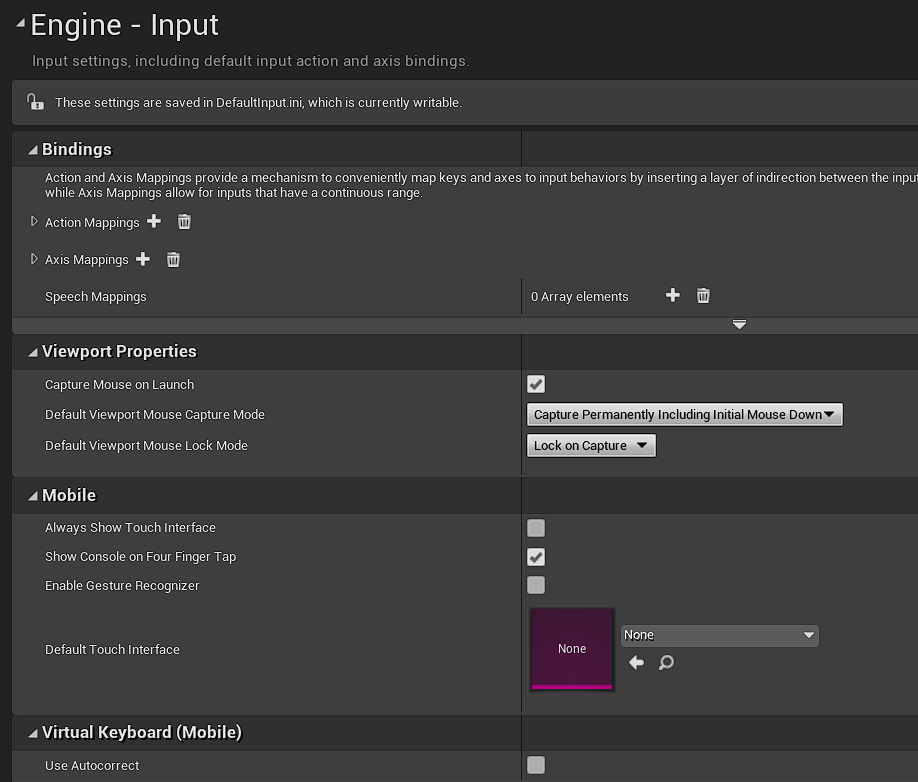 Engine - Input
Input settings, including default input action and axis bindings.
These settings are saved in DefaultInput.ini, which is currently writable.
Bindings
Action and Axis Mappings provide a mechanism to conveniently map keys and axes to input behaviors by inserting a layer of indirection between the input
while Axis Mappings allow for inputs that have a continuous range.
Action Mappings
Axis Mappings
Speech Mappings 0 Array elements
Viewport Properties
Capture Mouse on Launch
Default Viewport Mouse Capture Mode Capture Permanently Including Initial Mouse Down
Default Viewport Mouse Lock Mode Lock on Capture
Mobile
Always Show Touch Interface
Show Console on Four Finger Tap
Enable Gesture Recognizer
Default Touch Interface None None
Virtual Keyboard (Mobile)
Use Autocorrect